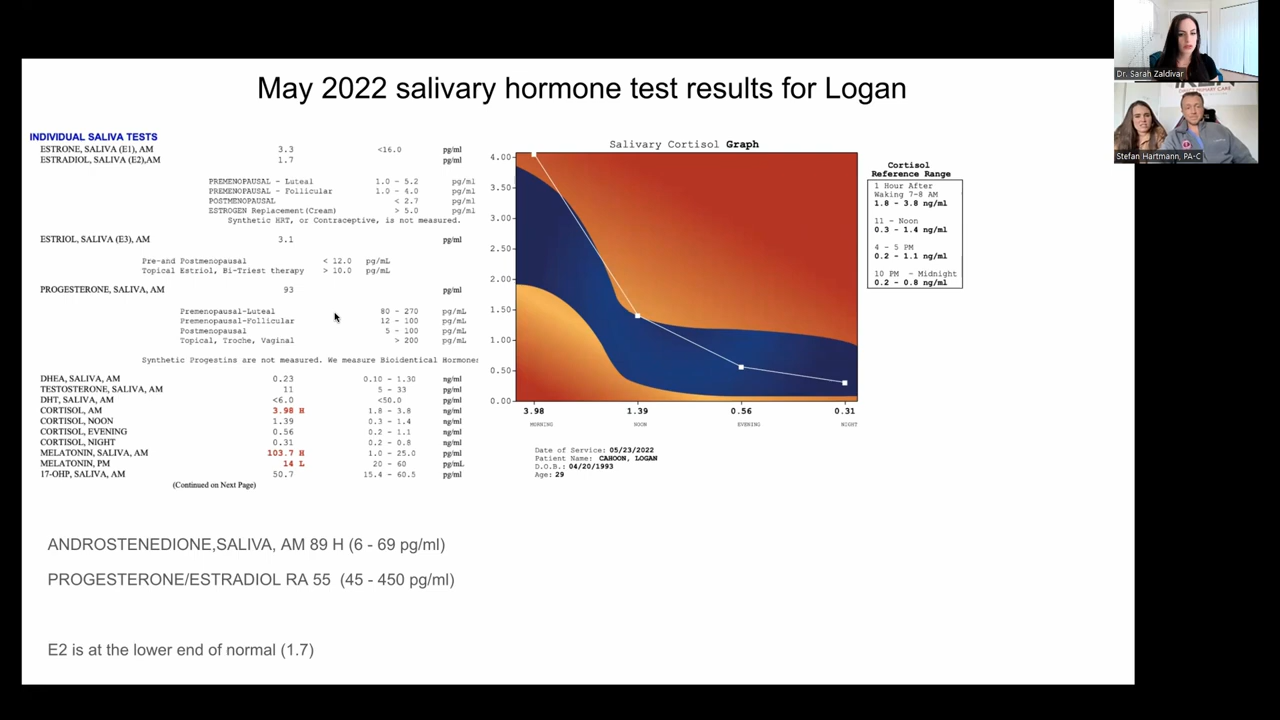 May 2022 salivary hormone test results for Logan
INDIVIDUAL SALIVA TESTS
ESTRONE, SALIVA (E1), AM 3.3 <16.0 pg/ml
ESTRADIOL, SALIVA (E2),AM 1.7 pg/ml
PREMENOPAUSAL - Luteal 1.0 - 5.2 pg/ml
PREMENOPAUSAL - Follicular 1.0 - 4.0 pg/ml
POSTMENOPAUSAL < 2.7 pg/ml
ESTROGEN Replacement(Cream) > 5.0 pg/ml
Synthetic HRT, or Contraceptive, is not measured.
ESTRIOL, SALIVA (E3), AM 3.1 pg/ml
Pre-and Postmenopausal < 12.0 pg/mL
Topical Estriol, Bi-Triest therapy > 10.0 pg/mL
PROGESTERONE, SALIVA, AM 93 pg/ml
Premenopausal-Luteal 80 - 270 pg/mL
Premenopausal-Follicular 12 - 100 pg/mL
Postmenopausal 5 - 100 pg/mL
Topical, Troche, Vaginal > 200 pg/mL
Synthetic Progestins are not measured. We measure Bioidentical Hormone:
DHEA, SALIVA, AM 0.23 0.10 - 1.30 ng/ml
TESTOSTERONE, SALIVA, AM 11 5 - 33 pg/ml
DHT, SALIVA, AM <6.0 <50.0 pg/ml
CORTISOL, AM 3.98 H 1.8 - 3.8 ng/ml
CORTISOL, NOON 1.39 0.3 - 1.4 ng/ml
CORTISOL, EVENING 0.56 0.2 - 1.1 ng/ml
CORTISOL, NIGHT 0.31 0.2 - 0.8 ng/ml
MELATONIN, SALIVA, AM 103.7 H 1.0 - 25.0 pg/ml
MELATONIN, PM 14 L 20 - 60 pg/mL
17-OHP, SALIVA, AM 50.7 15.4 - 60.5 pg/ml
(Continued on Next Page)
Salivary Cortisol Graph
4.00
3.50
3.00
2.50
2.00
1.50
1.00
0.50
0.00
3.98 1.39 0.56 0.31
MORNING NOON EVENING NIGHT
Date of Service: 05/23/2022
Patient Name: CAHOON, LOGAN
D.O.B.: 04/20/1993
Age: 29
Cortisol
Reference Range
1 Hour After
Waking 7-8 AM
1.8 - 3.8 ng/ml
11 - Noon
0.3 - 1.4 ng/ml
4 - 5 PM
0.2 - 1.1 ng/ml
10 PM - Midnight
0.2 - 0.8 ng/ml
ANDROSTENEDIONE,SALIVA, AM 89 H (6 - 69 pg/ml)
PROGESTERONE/ESTRADIOL RA 55 (45 - 450 pg/ml)
E2 is at the lower end of normal (1.7)
Dr. Sarah Zaldivar
Stefan Hartmann, PA-C